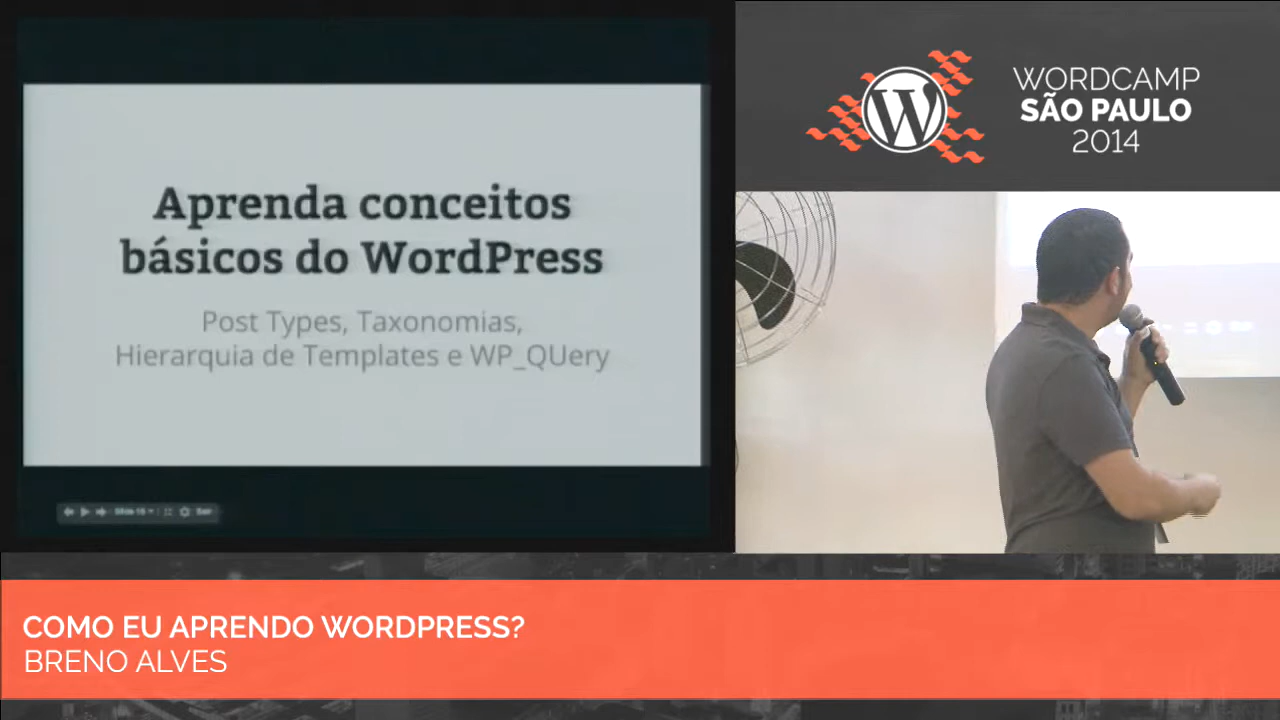 Aprenda conceitos
básicos do WordPress
Post Types, Taxonomias,
Hierarquia de Templates e WP_QUery
WORDCAMP
SÃO PAULO
2014
COMO EU APRENDO WORDPRESS?
BRENO ALVES